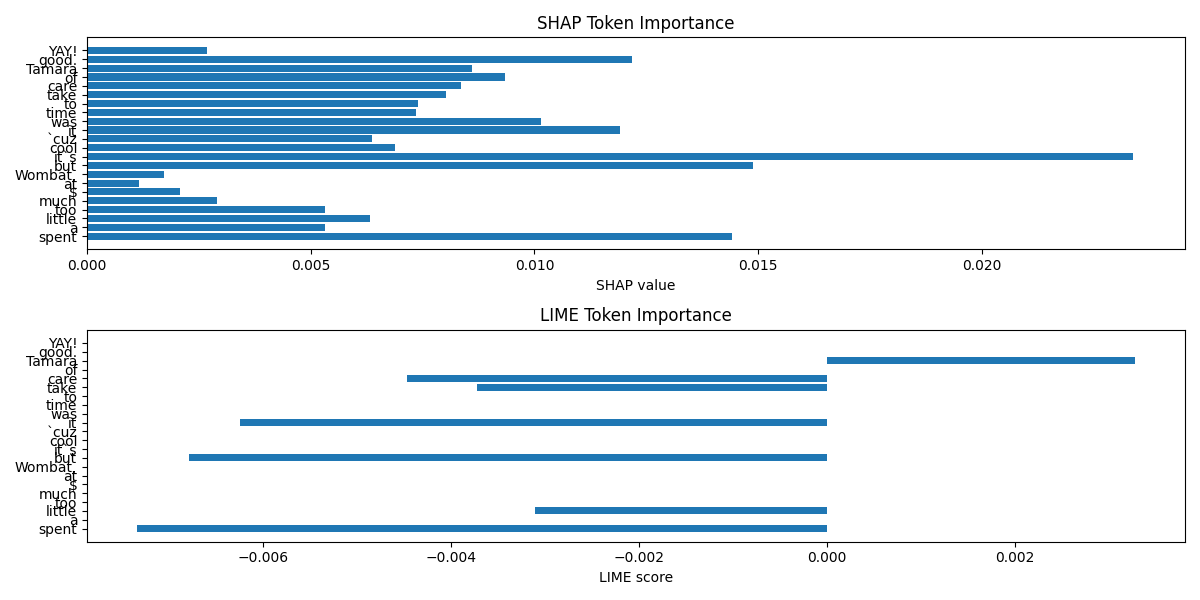 SHAP Token Importance
YAY!
good.
Tamara
of
care
take
to
time
was
it
`cuz
cool
it`s
but
Wombat,
at
$
much
too
little
a
spent
0.000 0.005 0.010 0.015 0.020
SHAP value
LIME Token Importance
YAY!
good.
Tamara
of
care
take
to
time
was
it
`cuz
cool
it`s
but
Wombat,
at
$
much
too
little
a
spent
−0.006 −0.004 −0.002 0.000 0.002
LIME score